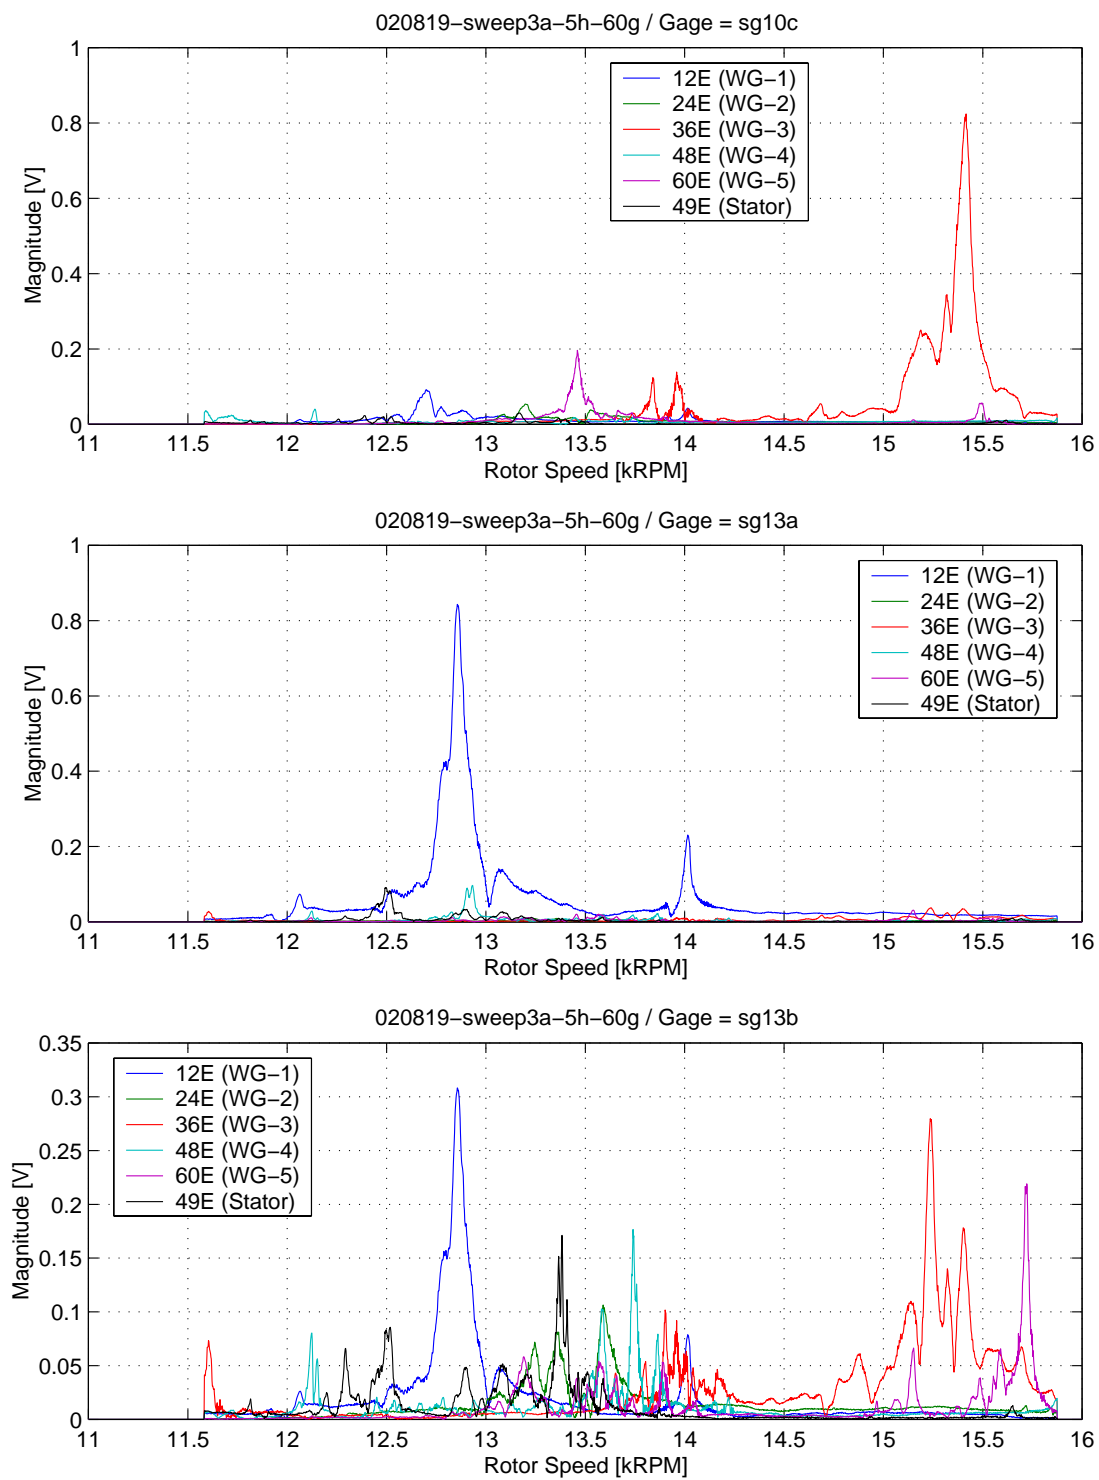 020819−sweep3a−5h−60g / Gage = sg10c
1
0.8
0.6
0.4
0.2
0
Magnitude [V]
12E (WG−1)
24E (WG−2)
36E (WG−3)
48E (WG−4)
60E (WG−5)
49E (Stator)
11 11.5 12 12.5 13 13.5 14 14.5 15 15.5 16
Rotor Speed [kRPM]
020819−sweep3a−5h−60g / Gage = sg13a
1
0.8
0.6
0.4
0.2
0
Magnitude [V]
12E (WG−1)
24E (WG−2)
36E (WG−3)
48E (WG−4)
60E (WG−5)
49E (Stator)
11 11.5 12 12.5 13 13.5 14 14.5 15 15.5 16
Rotor Speed [kRPM]
020819−sweep3a−5h−60g / Gage = sg13b
0.35
0.3
0.25
0.2
0.15
0.1
0.05
0
Magnitude [V]
12E (WG−1)
24E (WG−2)
36E (WG−3)
48E (WG−4)
60E (WG−5)
49E (Stator)
11 11.5 12 12.5 13 13.5 14 14.5 15 15.5 16
Rotor Speed [kRPM]